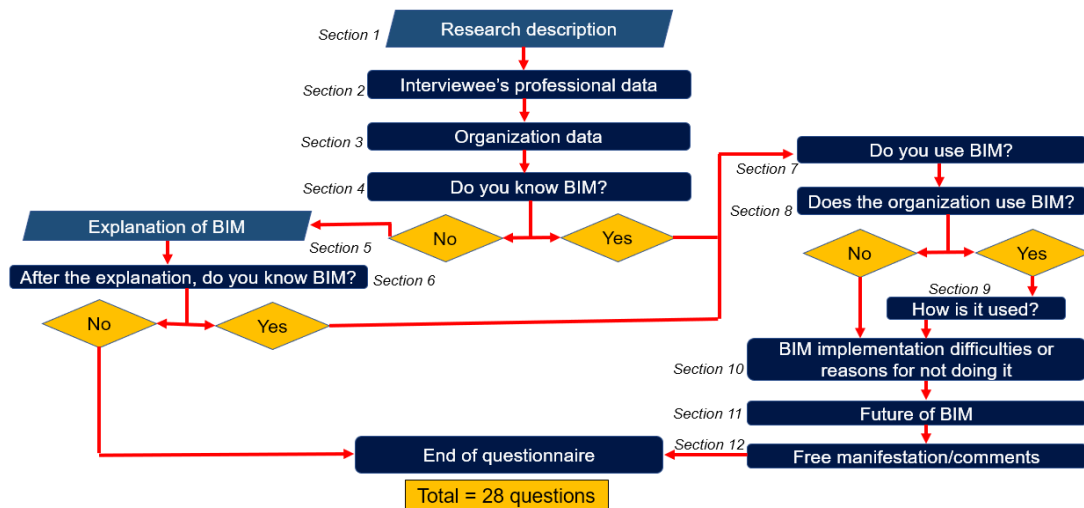 Section 1
Research description
Section 2
Interviewee's professional data
Section 3
Organization data
Section 4
Do you know BIM?
No
Yes
Explanation of BIM
Section 5
After the explanation, do you know BIM?
Section 6
No
Yes
Section 7
Do you use BIM?
Section 8
Does the organization use BIM?
No
Yes
Section 9
How is it used?
Section 10
BIM implementation difficulties or
reasons for not doing it
Section 11
Future of BIM
Section 12
Free manifestation/comments
End of questionnaire
Total = 28 questions